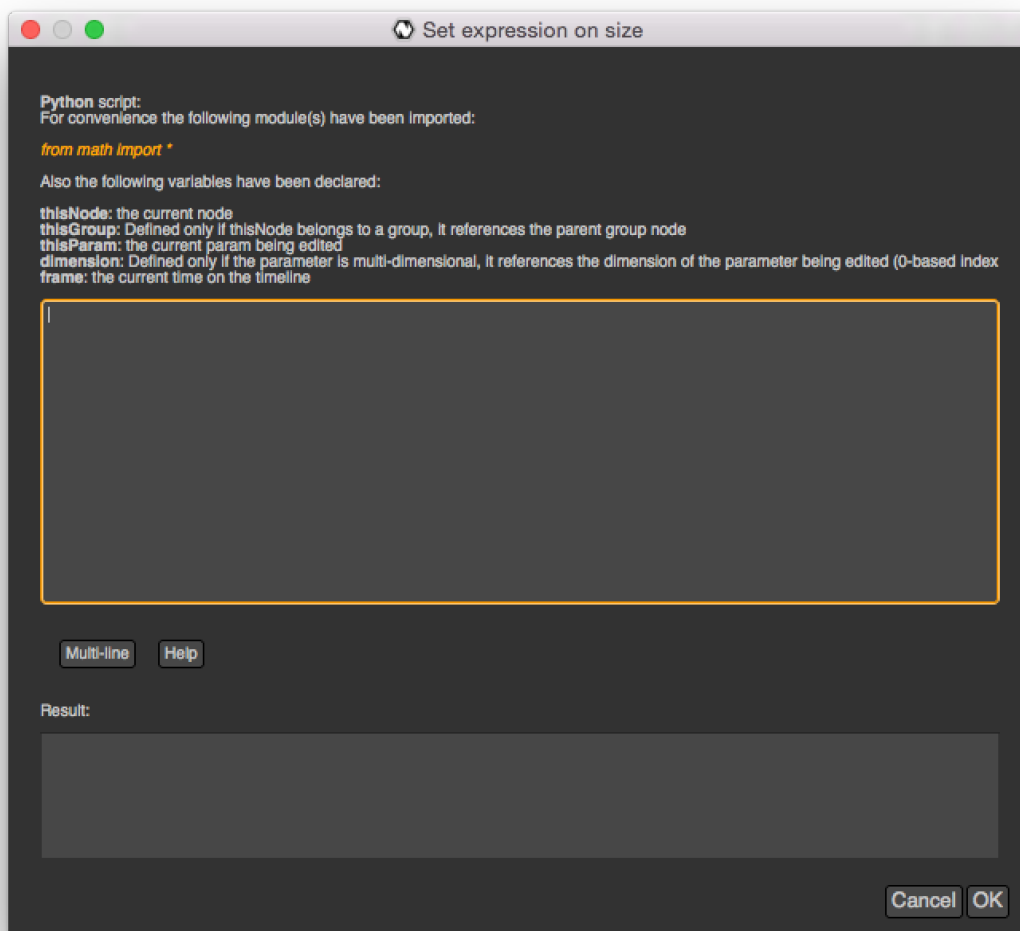 Set expression on size
Python script:
For convenience the following module(s) have been imported:
from math import *
Also the following variables have been declared:
thisNode: the current node
thisGroup: Defined only if thisNode belongs to a group, it references the parent group node
thisParam: the current param being edited
dimension: Defined only if the parameter is multi-dimensional, it references the dimension of the parameter being edited (0-based index
frame: the current time on the timeline
Multi-line Help
Result:
Cancel OK